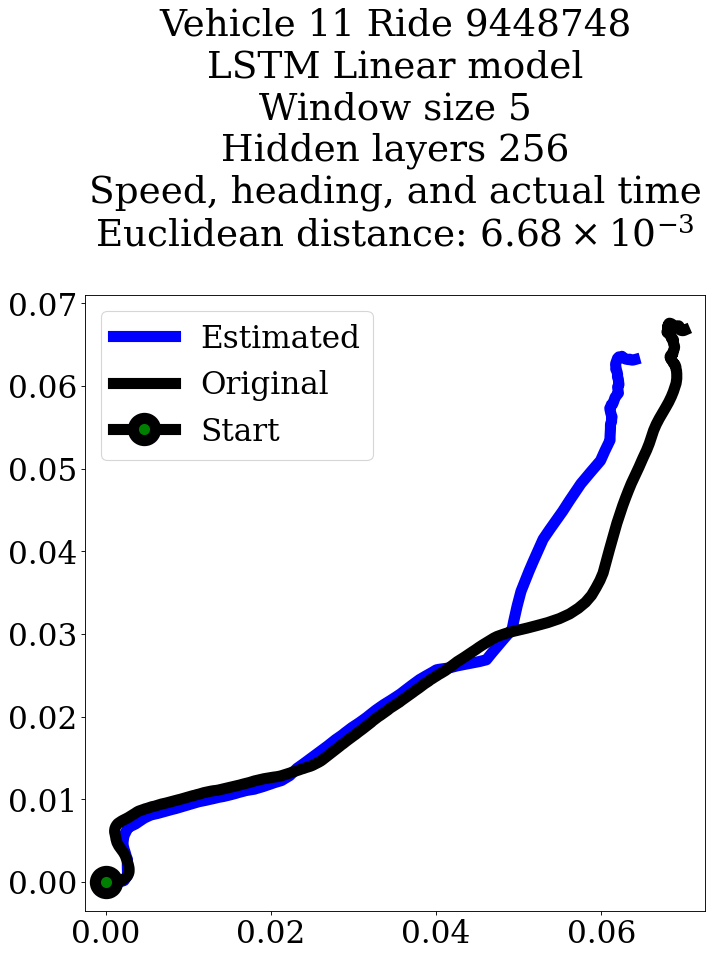 Vehicle 11 Ride 9448748
LSTM Linear model
Window size 5
Hidden layers 256
Speed, heading, and actual time
Euclidean distance: 6.68 × 10⁻³
0.07
0.06
0.05
0.04
0.03
0.02
0.01
0.00
Estimated
Original
Start
0.00 0.02 0.04 0.06